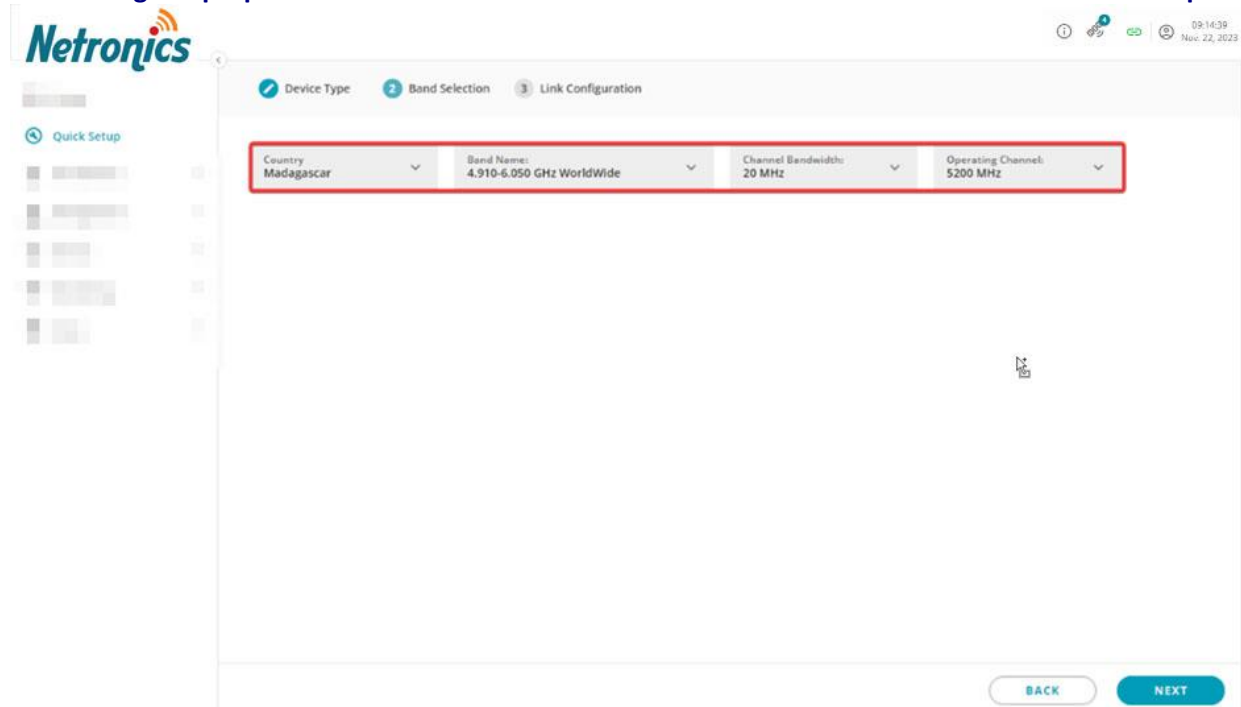 Netronics
4
09:14:39
Nov. 22, 2023
Device Type
2 Band Selection
3 Link Configuration
Quick Setup
Country
Madagascar
Band Name:
4.910-6.050 GHz WorldWide
Channel Bandwidth:
20 MHz
Operating Channel:
5200 MHz
BACK
NEXT